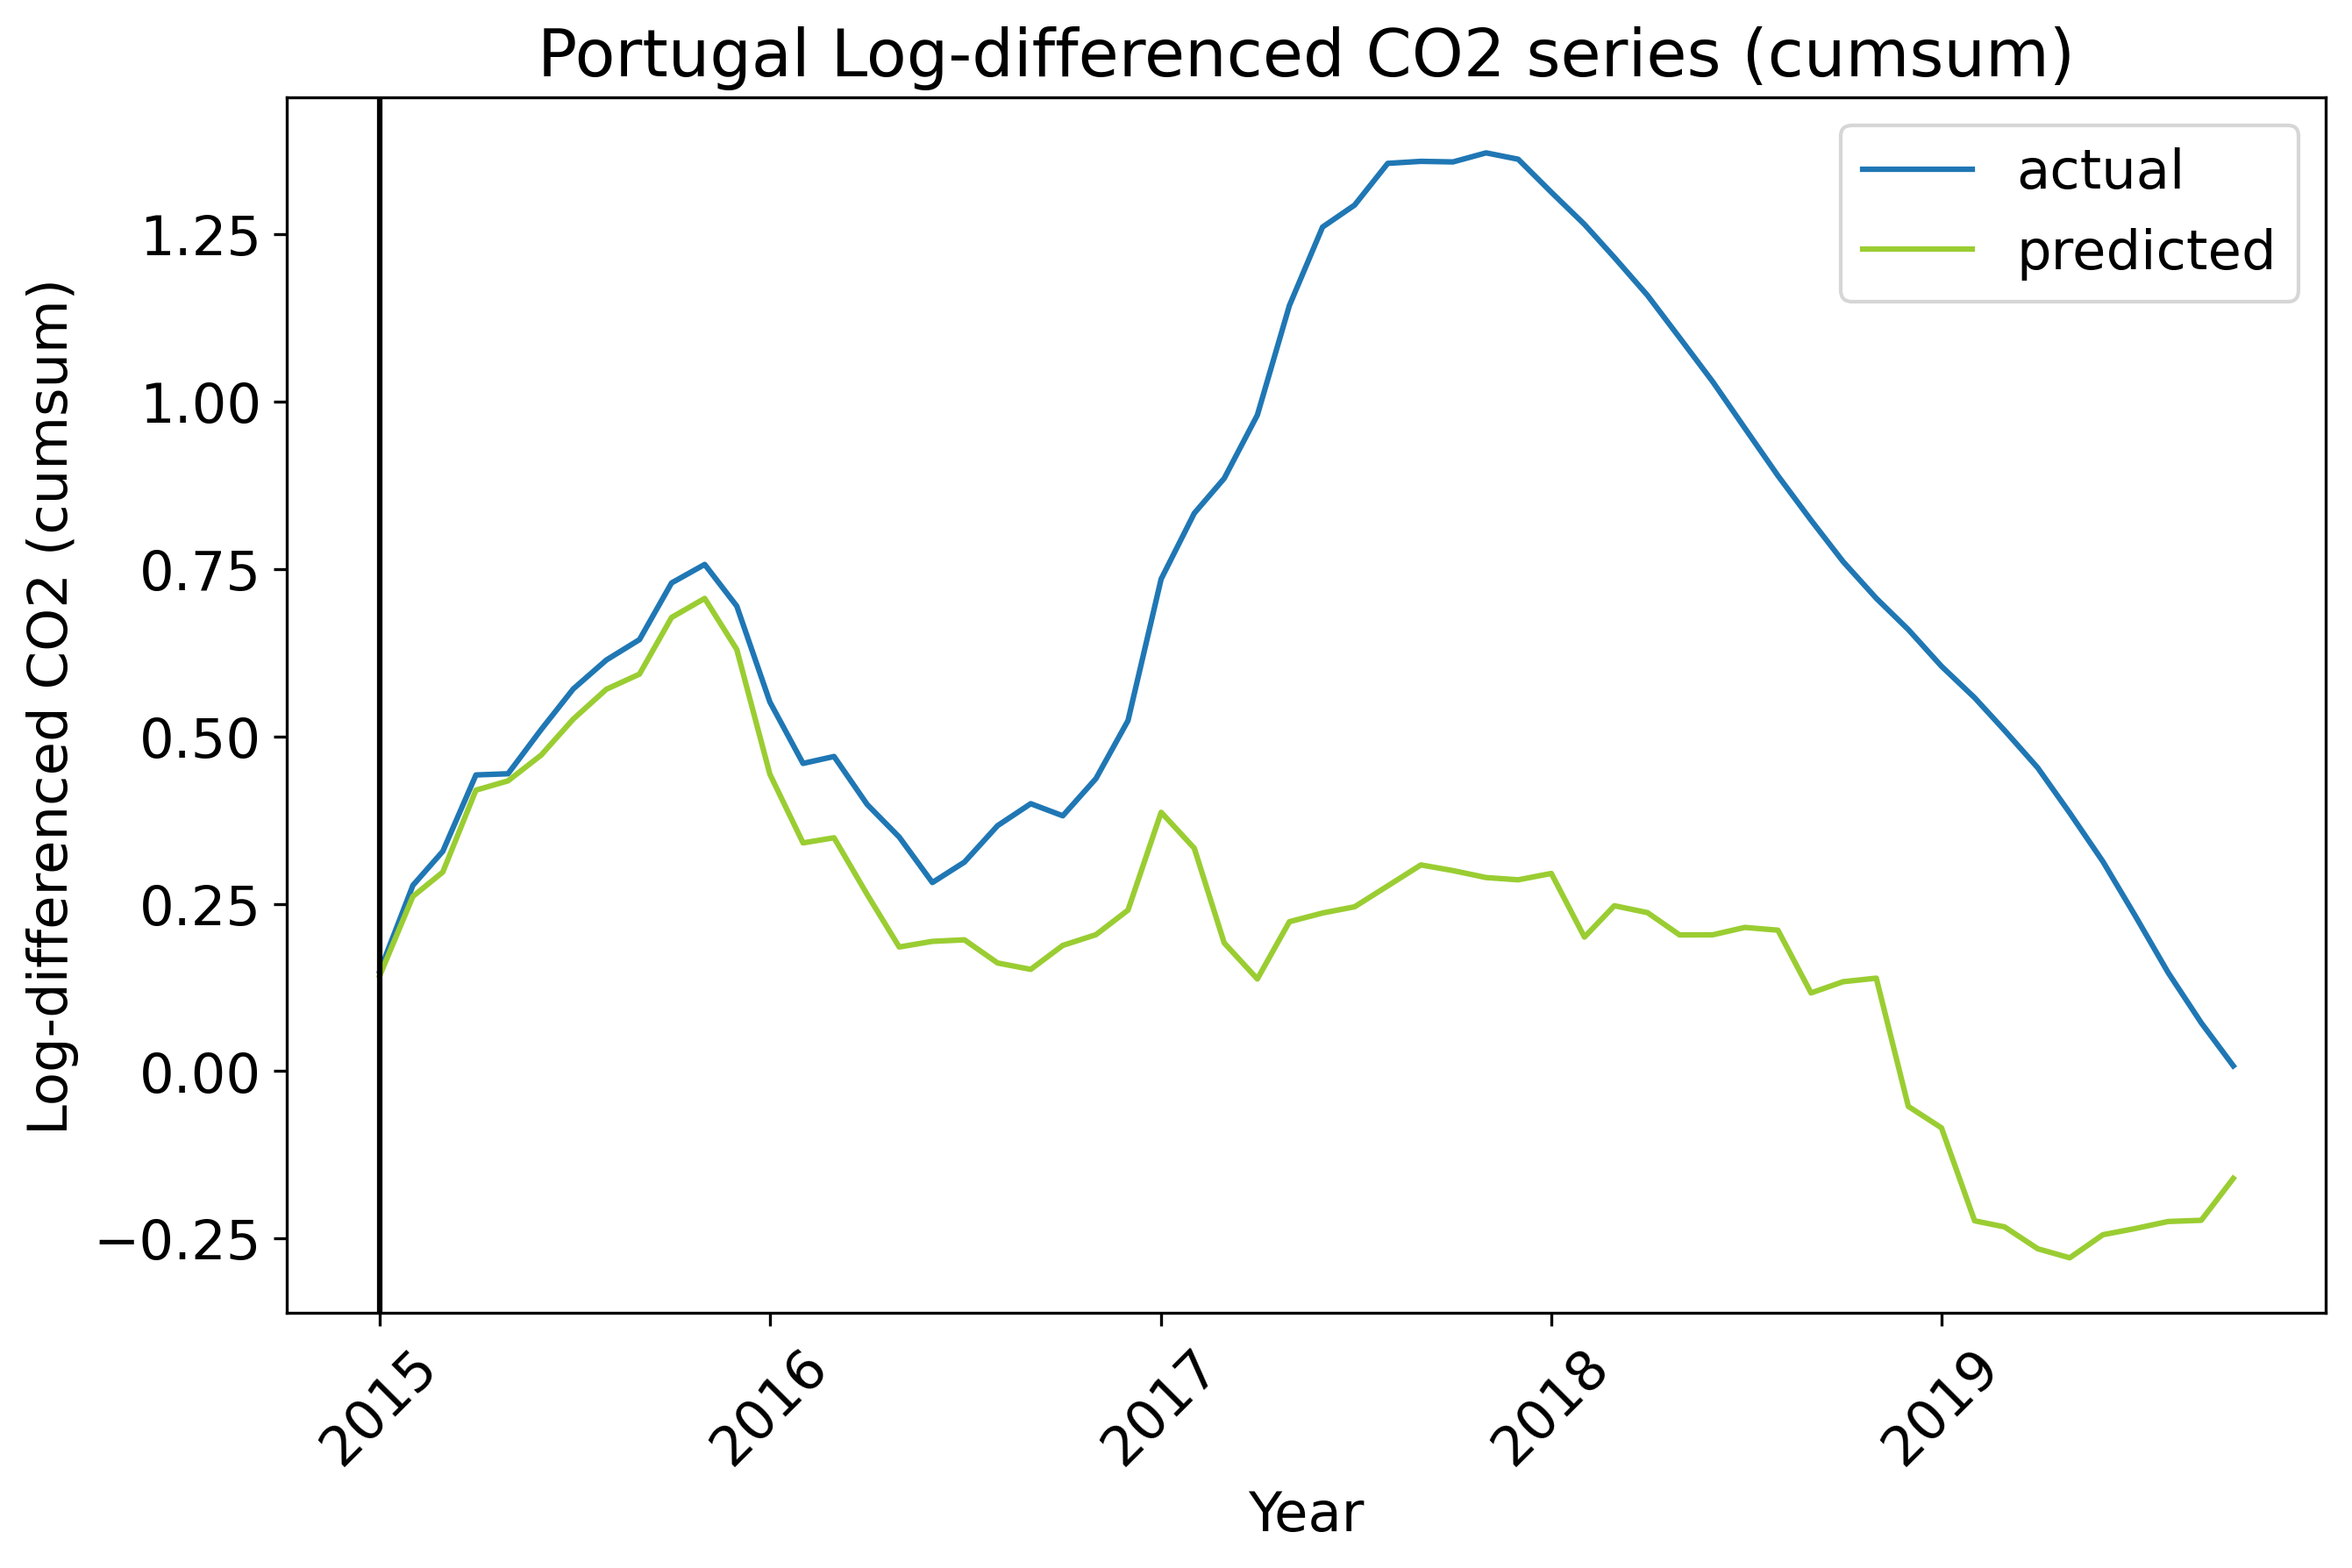 Portugal Log-differenced CO2 series (cumsum)
actual
predicted
Log-differenced CO2 (cumsum)
1.25
1.00
0.75
0.50
0.25
0.00
−0.25
2015
2016
2017
2018
2019
Year